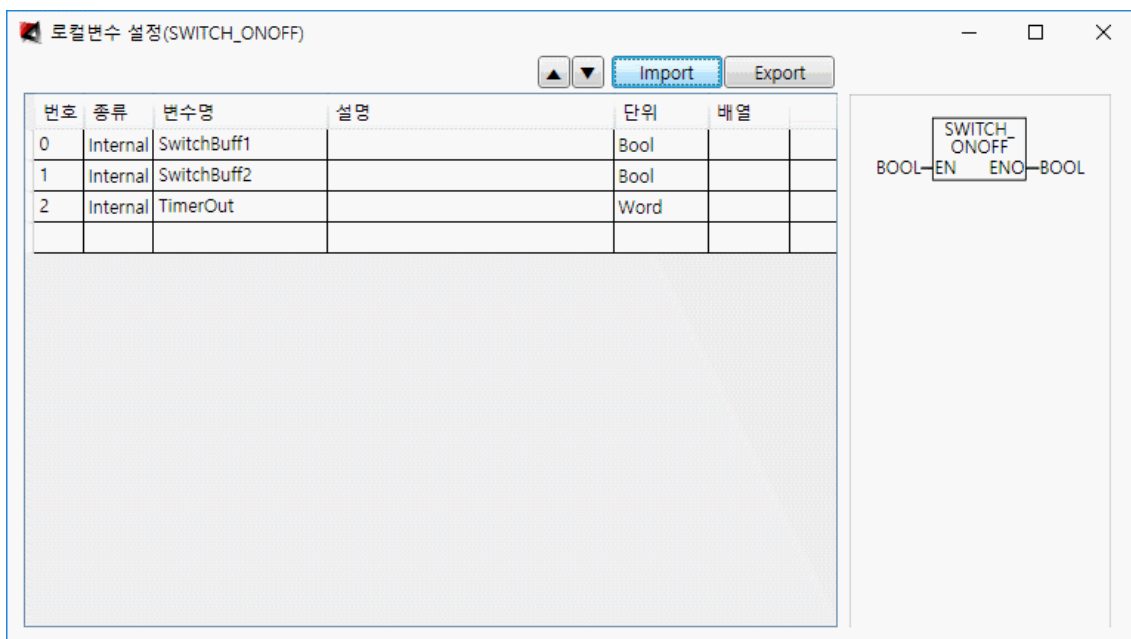 로컬변수 설정(SWITCH_ONOFF)
▲ ▼ Import Export
번호 종류 변수명 설명 단위 배열
0 Internal SwitchBuff1 Bool
1 Internal SwitchBuff2 Bool
2 Internal TimerOut Word
SWITCH_
ONOFF
BOOL EN ENO BOOL